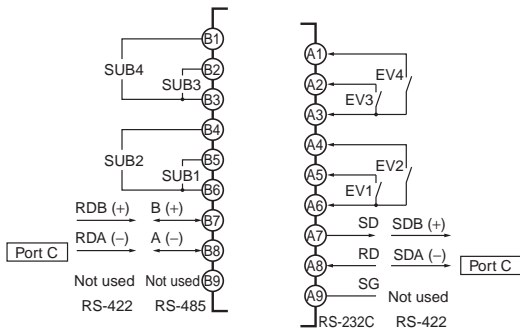 B1
SUB4
B2
SUB3
B3
B4
SUB2
B5
SUB1
B6
RDB (+) B (+) B7
Port C RDA (−) A (−) B8
Not used Not used B9
RS-422 RS-485
A1
EV4
A2
EV3
A3
A4
EV2
A5
EV1
A6
A7 SD SDB (+)
A8 RD SDA (−) Port C
A9 SG Not used
RS-232C RS-422